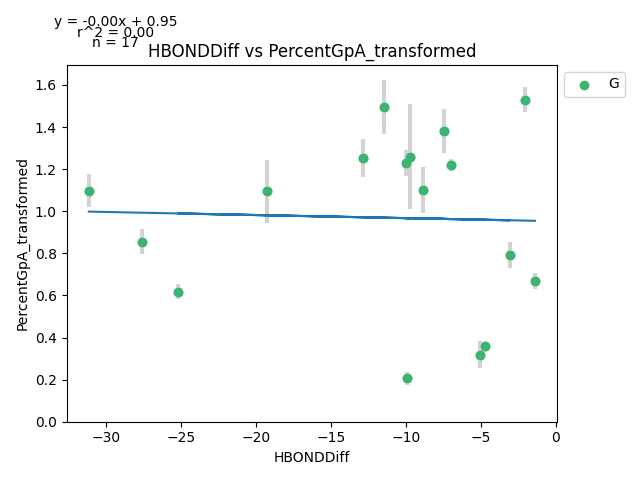 y = -0.00x + 0.95
r^2 = 0.00
n = 17
HBONDDiff vs PercentGpA_transformed
G
PercentGpA_transformed
1.6
1.4
1.2
1.0
0.8
0.6
0.4
0.2
0.0
−30 −25 −20 −15 −10 −5 0
HBONDDiff